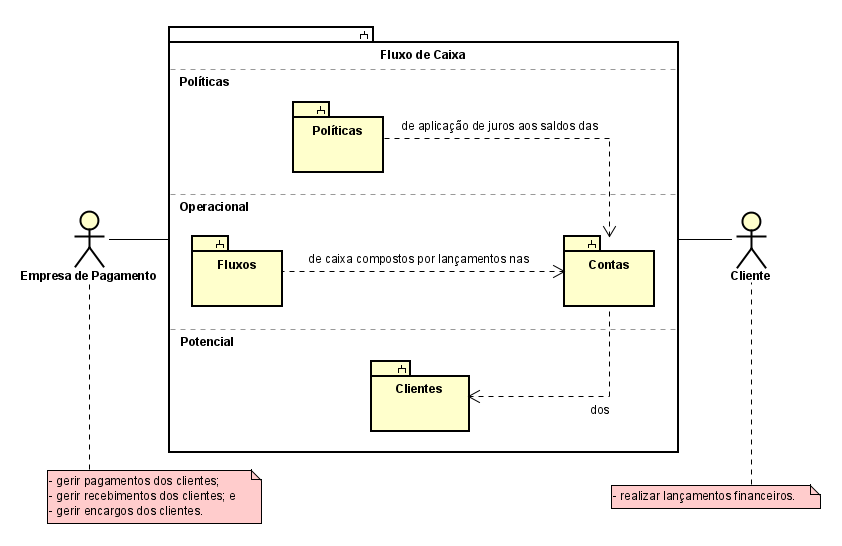 Fluxo de Caixa
Políticas
Políticas
de aplicação de juros aos saldos das
Operacional
Fluxos
de caixa compostos por lançamentos nas
Contas
Empresa de Pagamento
Cliente
Potencial
Clientes
dos
- gerir pagamentos dos clientes;
- gerir recebimentos dos clientes; e
- gerir encargos dos clientes.
- realizar lançamentos financeiros.